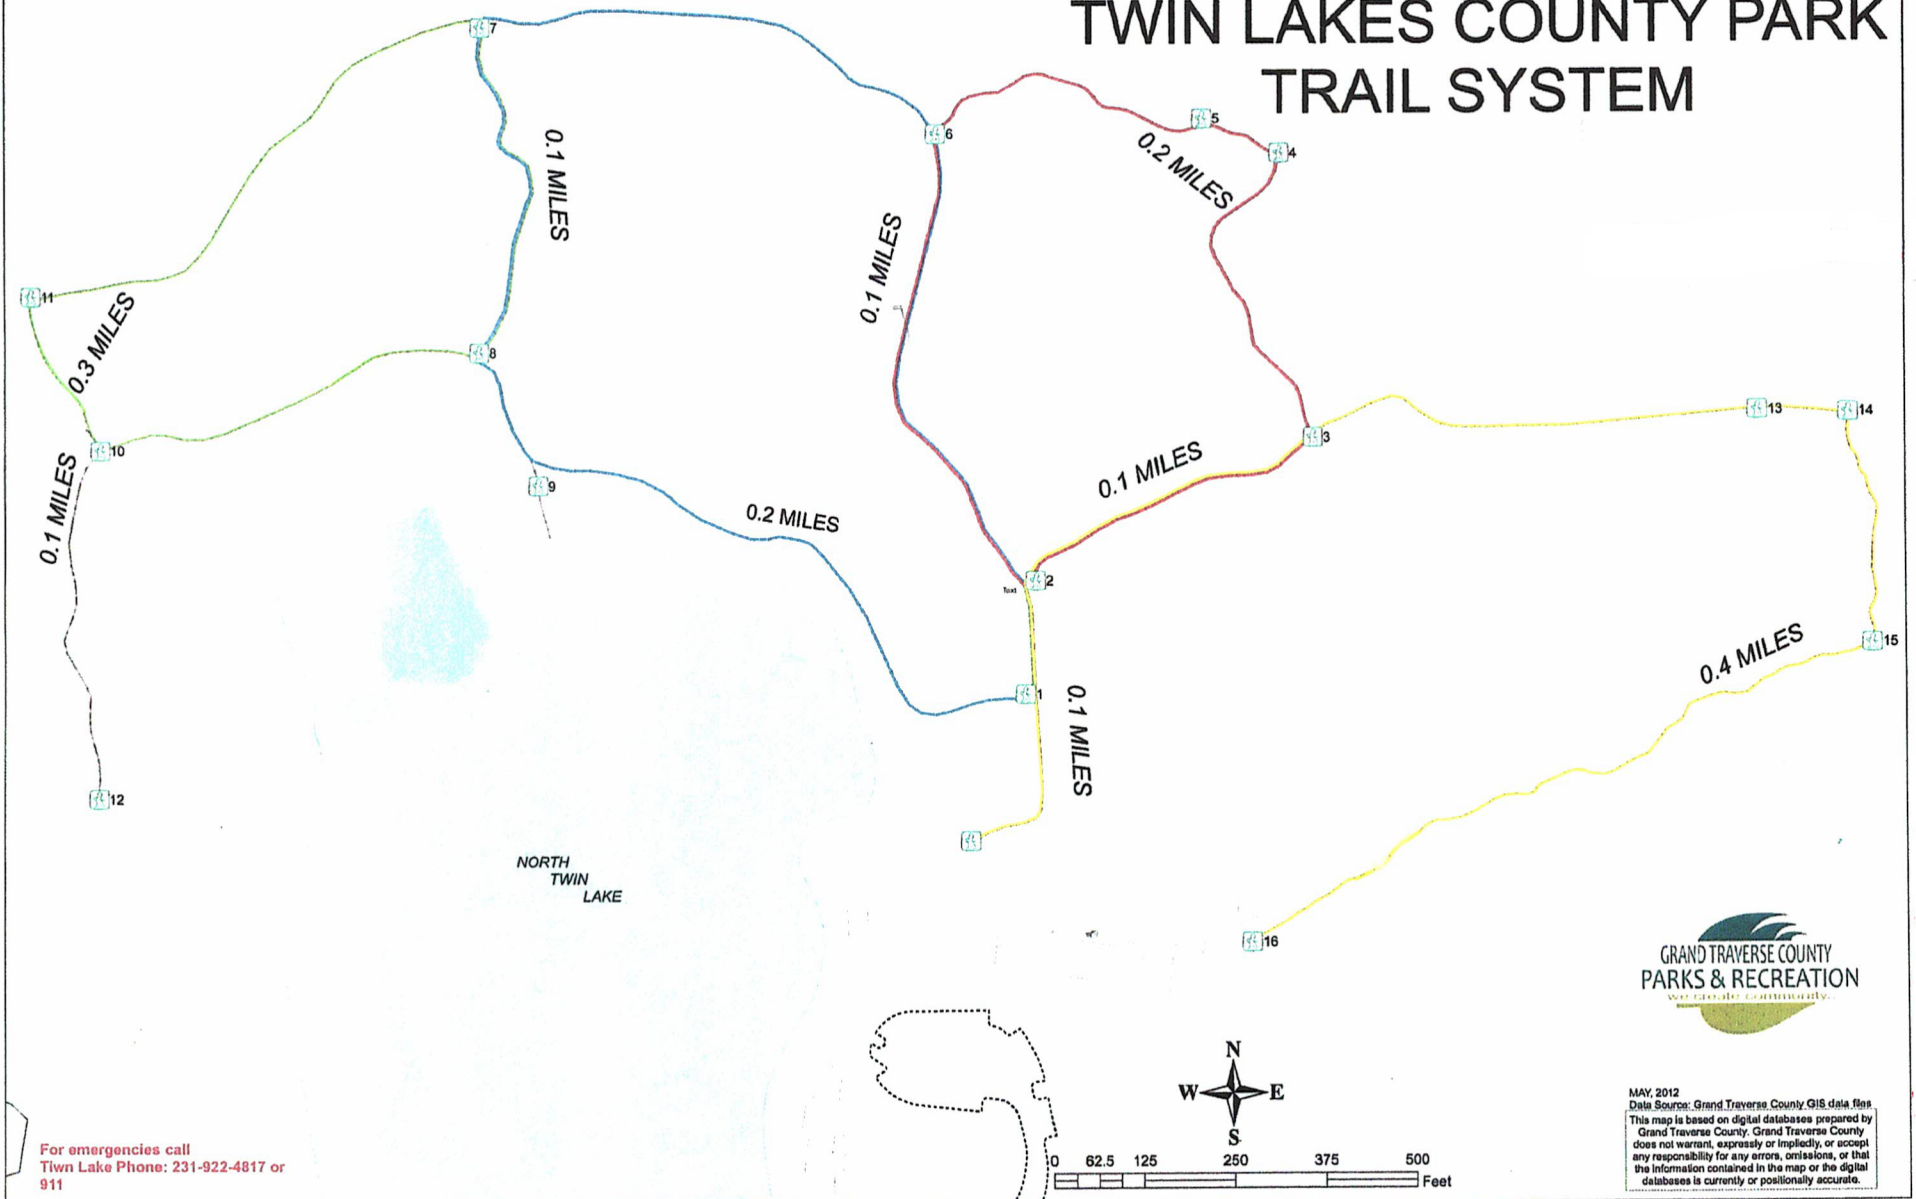 TWIN LAKES COUNTY PARK
TRAIL SYSTEM
7
6
5
4
0.1 MILES
0.2 MILES
0.1 MILES
11
0.3 MILES
8
10
9
0.1 MILES
0.2 MILES
3
13
14
0.1 MILES
2
Text
1
0.1 MILES
15
0.4 MILES
12
16
NORTH
TWIN
LAKE
GRAND TRAVERSE COUNTY
PARKS & RECREATION
we create community...
N
W E
S
0 62.5 125 250 375 500
Feet
For emergencies call
Tiwn Lake Phone: 231-922-4817 or
911
MAY, 2012
Data Source: Grand Traverse County GIS data files
This map is based on digital databases prepared by
Grand Traverse County. Grand Traverse County
does not warrant, expressly or impliedly, or accept
any responsibility for any errors, omissions, or that
the information contained in the map or the digital
databases is currently or positionally accurate.